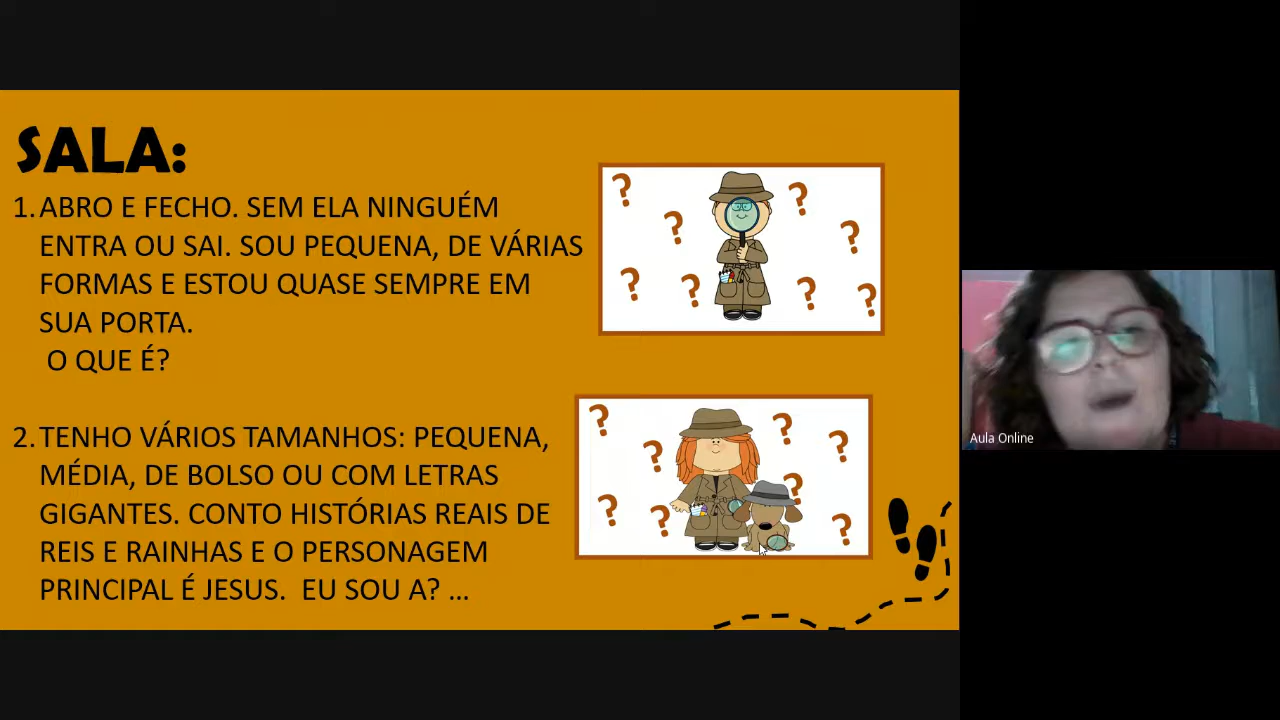 SALA:
1. ABRO E FECHO. SEM ELA NINGUÉM
ENTRA OU SAI. SOU PEQUENA, DE VÁRIAS
FORMAS E ESTOU QUASE SEMPRE EM
SUA PORTA.
O QUE É?
2. TENHO VÁRIOS TAMANHOS: PEQUENA,
MÉDIA, DE BOLSO OU COM LETRAS
GIGANTES. CONTO HISTÓRIAS REAIS DE
REIS E RAINHAS E O PERSONAGEM
PRINCIPAL É JESUS. EU SOU A? ...
Aula Online